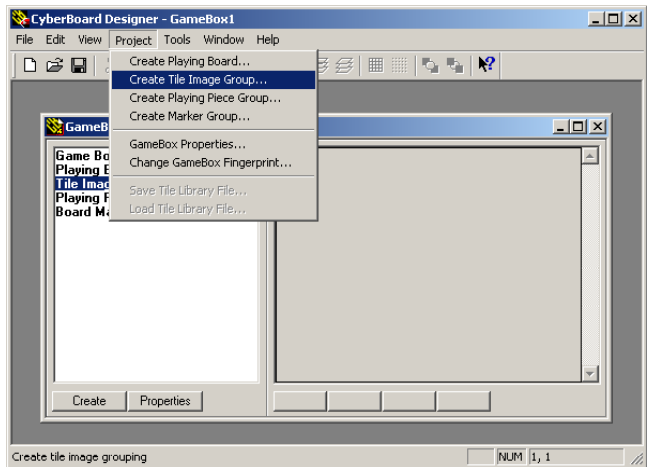 CyberBoard Designer - GameBox1
File Edit View Project Tools Window Help
Create Playing Board...
Create Tile Image Group...
Create Playing Piece Group...
Create Marker Group...
GameBox Properties...
Change GameBox Fingerprint...
Save Tile Library File...
Load Tile Library File...
GameB
Game Bo
Playing
Tile Imag
Playing
Board Ma
Create Properties
Create tile image grouping NUM 1, 1